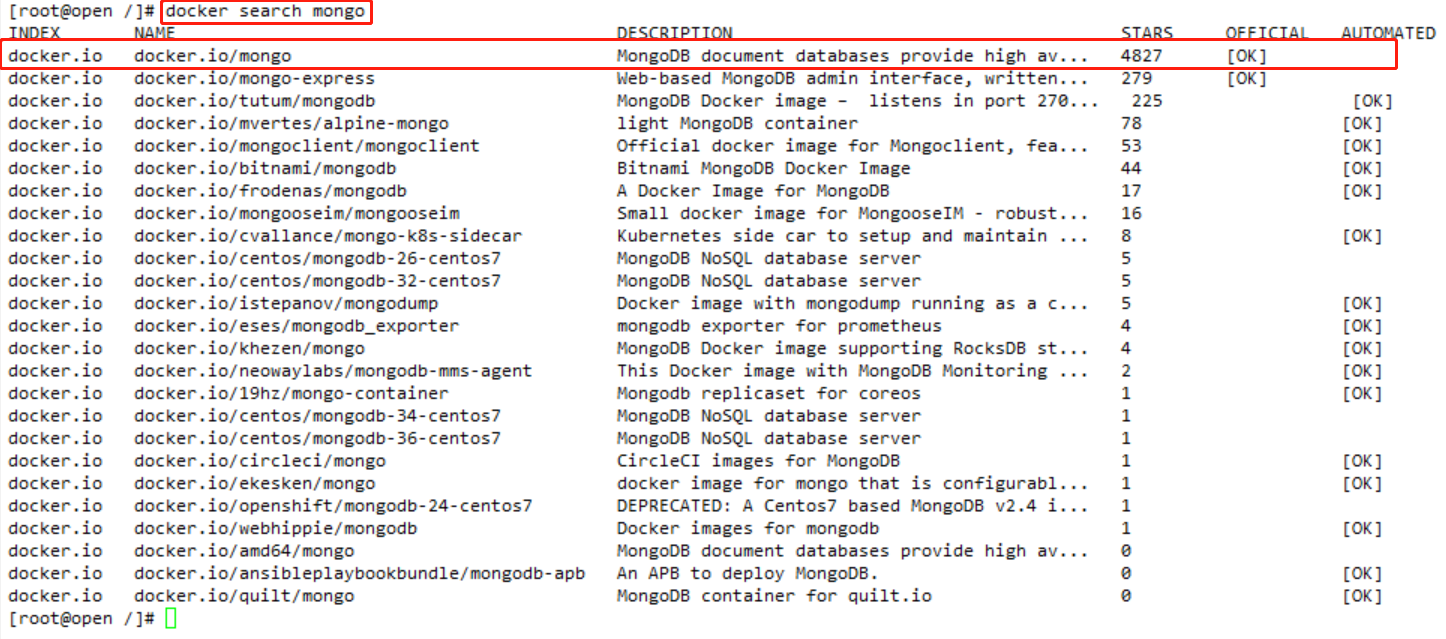 [root@open /]# docker search mongo
INDEX NAME DESCRIPTION STARS OFFICIAL AUTOMATED
docker.io docker.io/mongo MongoDB document databases provide high av... 4827 [OK]
docker.io docker.io/mongo-express Web-based MongoDB admin interface, written... 279 [OK]
docker.io docker.io/tutum/mongodb MongoDB Docker image – listens in port 270... 225 [OK]
docker.io docker.io/mvertes/alpine-mongo light MongoDB container 78 [OK]
docker.io docker.io/mongoclient/mongoclient Official docker image for Mongoclient, fea... 53 [OK]
docker.io docker.io/bitnami/mongodb Bitnami MongoDB Docker Image 44 [OK]
docker.io docker.io/frodenas/mongodb A Docker Image for MongoDB 17 [OK]
docker.io docker.io/mongooseim/mongooseim Small docker image for MongooseIM - robust... 16
docker.io docker.io/cvallance/mongo-k8s-sidecar Kubernetes side car to setup and maintain ... 8 [OK]
docker.io docker.io/centos/mongodb-26-centos7 MongoDB NoSQL database server 5
docker.io docker.io/centos/mongodb-32-centos7 MongoDB NoSQL database server 5
docker.io docker.io/istepanov/mongodump Docker image with mongodump running as a c... 5 [OK]
docker.io docker.io/eses/mongodb_exporter mongodb exporter for prometheus 4 [OK]
docker.io docker.io/khezen/mongo MongoDB Docker image supporting RocksDB st... 4 [OK]
docker.io docker.io/neowaylabs/mongodb-mms-agent This Docker image with MongoDB Monitoring ... 2 [OK]
docker.io docker.io/19hz/mongo-container Mongodb replicaset for coreos 1 [OK]
docker.io docker.io/centos/mongodb-34-centos7 MongoDB NoSQL database server 1
docker.io docker.io/centos/mongodb-36-centos7 MongoDB NoSQL database server 1
docker.io docker.io/circleci/mongo CircleCI images for MongoDB 1 [OK]
docker.io docker.io/ekesken/mongo docker image for mongo that is configurabl... 1 [OK]
docker.io docker.io/openshift/mongodb-24-centos7 DEPRECATED: A Centos7 based MongoDB v2.4 i... 1
docker.io docker.io/webhippie/mongodb Docker images for mongodb 1 [OK]
docker.io docker.io/amd64/mongo MongoDB document databases provide high av... 0
docker.io docker.io/ansibleplaybookbundle/mongodb-apb An APB to deploy MongoDB. 0 [OK]
docker.io docker.io/quilt/mongo MongoDB container for quilt.io 0 [OK]
[root@open /]#